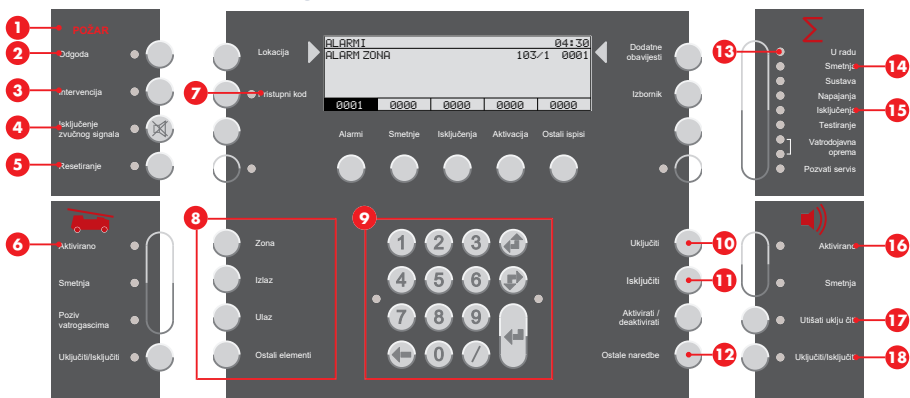 1
POŽAR
2
Odgoda
3
Intervencija
4
Isključenje
zvučnog signala
5
Resetiranje
6
Aktivirano
Smetnja
Poziv
vatrogascima
Uključiti/Isključiti
Lokacija
7
Pristupni kod
ALARMI 04:30
ALARM ZONA 103/1 0001
0001 0000 0000 0000 0000
Alarmi Smetnje Isključenja Aktivacija Ostali ispisi
Dodatne
obavijesti
Izbornik
8
Zona
Izlaz
Ulaz
Ostali elementi
9
1 2 3
4 5 6
7 8 9
0 /
Uključiti
10
Isključiti
11
Aktivirati /
deaktivirati
Ostale naredbe
12
Σ
13
U radu
Smetnja
14
Sustava
Napajanja
Isključenja
15
Testiranje
Vatrodojavna
oprema
Pozvati servis
Aktivirano
16
Smetnja
Utišati uklju čit
17
Uključiti/Isključit
18